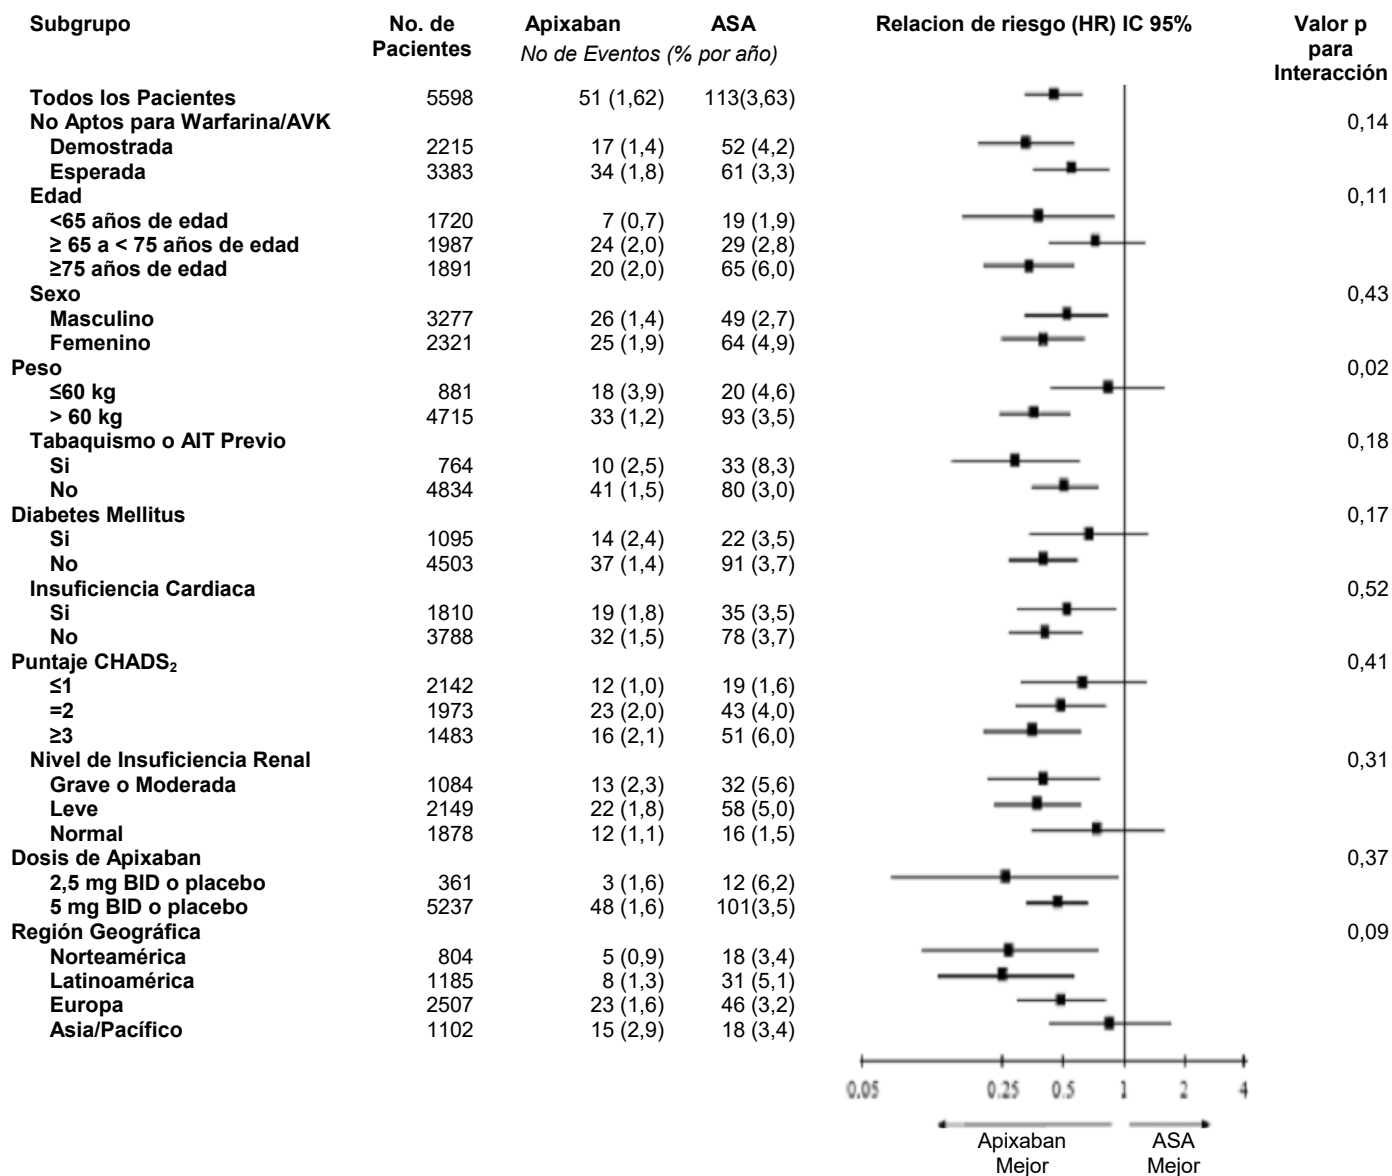 Subgrupo No. de Pacientes Apixaban ASA Relacion de riesgo (HR) IC 95% Valor p para Interacción
No de Eventos (% por año)
Todos los Pacientes 5598 51 (1,62) 113(3,63)
No Aptos para Warfarina/AVK 0,14
Demostrada 2215 17 (1,4) 52 (4,2)
Esperada 3383 34 (1,8) 61 (3,3)
Edad 0,11
<65 años de edad 1720 7 (0,7) 19 (1,9)
≥ 65 a < 75 años de edad 1987 24 (2,0) 29 (2,8)
≥75 años de edad 1891 20 (2,0) 65 (6,0)
Sexo 0,43
Masculino 3277 26 (1,4) 49 (2,7)
Femenino 2321 25 (1,9) 64 (4,9)
Peso 0,02
≤60 kg 881 18 (3,9) 20 (4,6)
> 60 kg 4715 33 (1,2) 93 (3,5)
Tabaquismo o AIT Previo 0,18
Si 764 10 (2,5) 33 (8,3)
No 4834 41 (1,5) 80 (3,0)
Diabetes Mellitus 0,17
Si 1095 14 (2,4) 22 (3,5)
No 4503 37 (1,4) 91 (3,7)
Insuficiencia Cardiaca 0,52
Si 1810 19 (1,8) 35 (3,5)
No 3788 32 (1,5) 78 (3,7)
Puntaje CHADS₂ 0,41
≤1 2142 12 (1,0) 19 (1,6)
=2 1973 23 (2,0) 43 (4,0)
≥3 1483 16 (2,1) 51 (6,0)
Nivel de Insuficiencia Renal 0,31
Grave o Moderada 1084 13 (2,3) 32 (5,6)
Leve 2149 22 (1,8) 58 (5,0)
Normal 1878 12 (1,1) 16 (1,5)
Dosis de Apixaban 0,37
2,5 mg BID o placebo 361 3 (1,6) 12 (6,2)
5 mg BID o placebo 5237 48 (1,6) 101(3,5)
Región Geográfica 0,09
Norteamérica 804 5 (0,9) 18 (3,4)
Latinoamérica 1185 8 (1,3) 31 (5,1)
Europa 2507 23 (1,6) 46 (3,2)
Asia/Pacífico 1102 15 (2,9) 18 (3,4)
0.05 0.25 0.5 1 2 4
Apixaban Mejor ASA Mejor